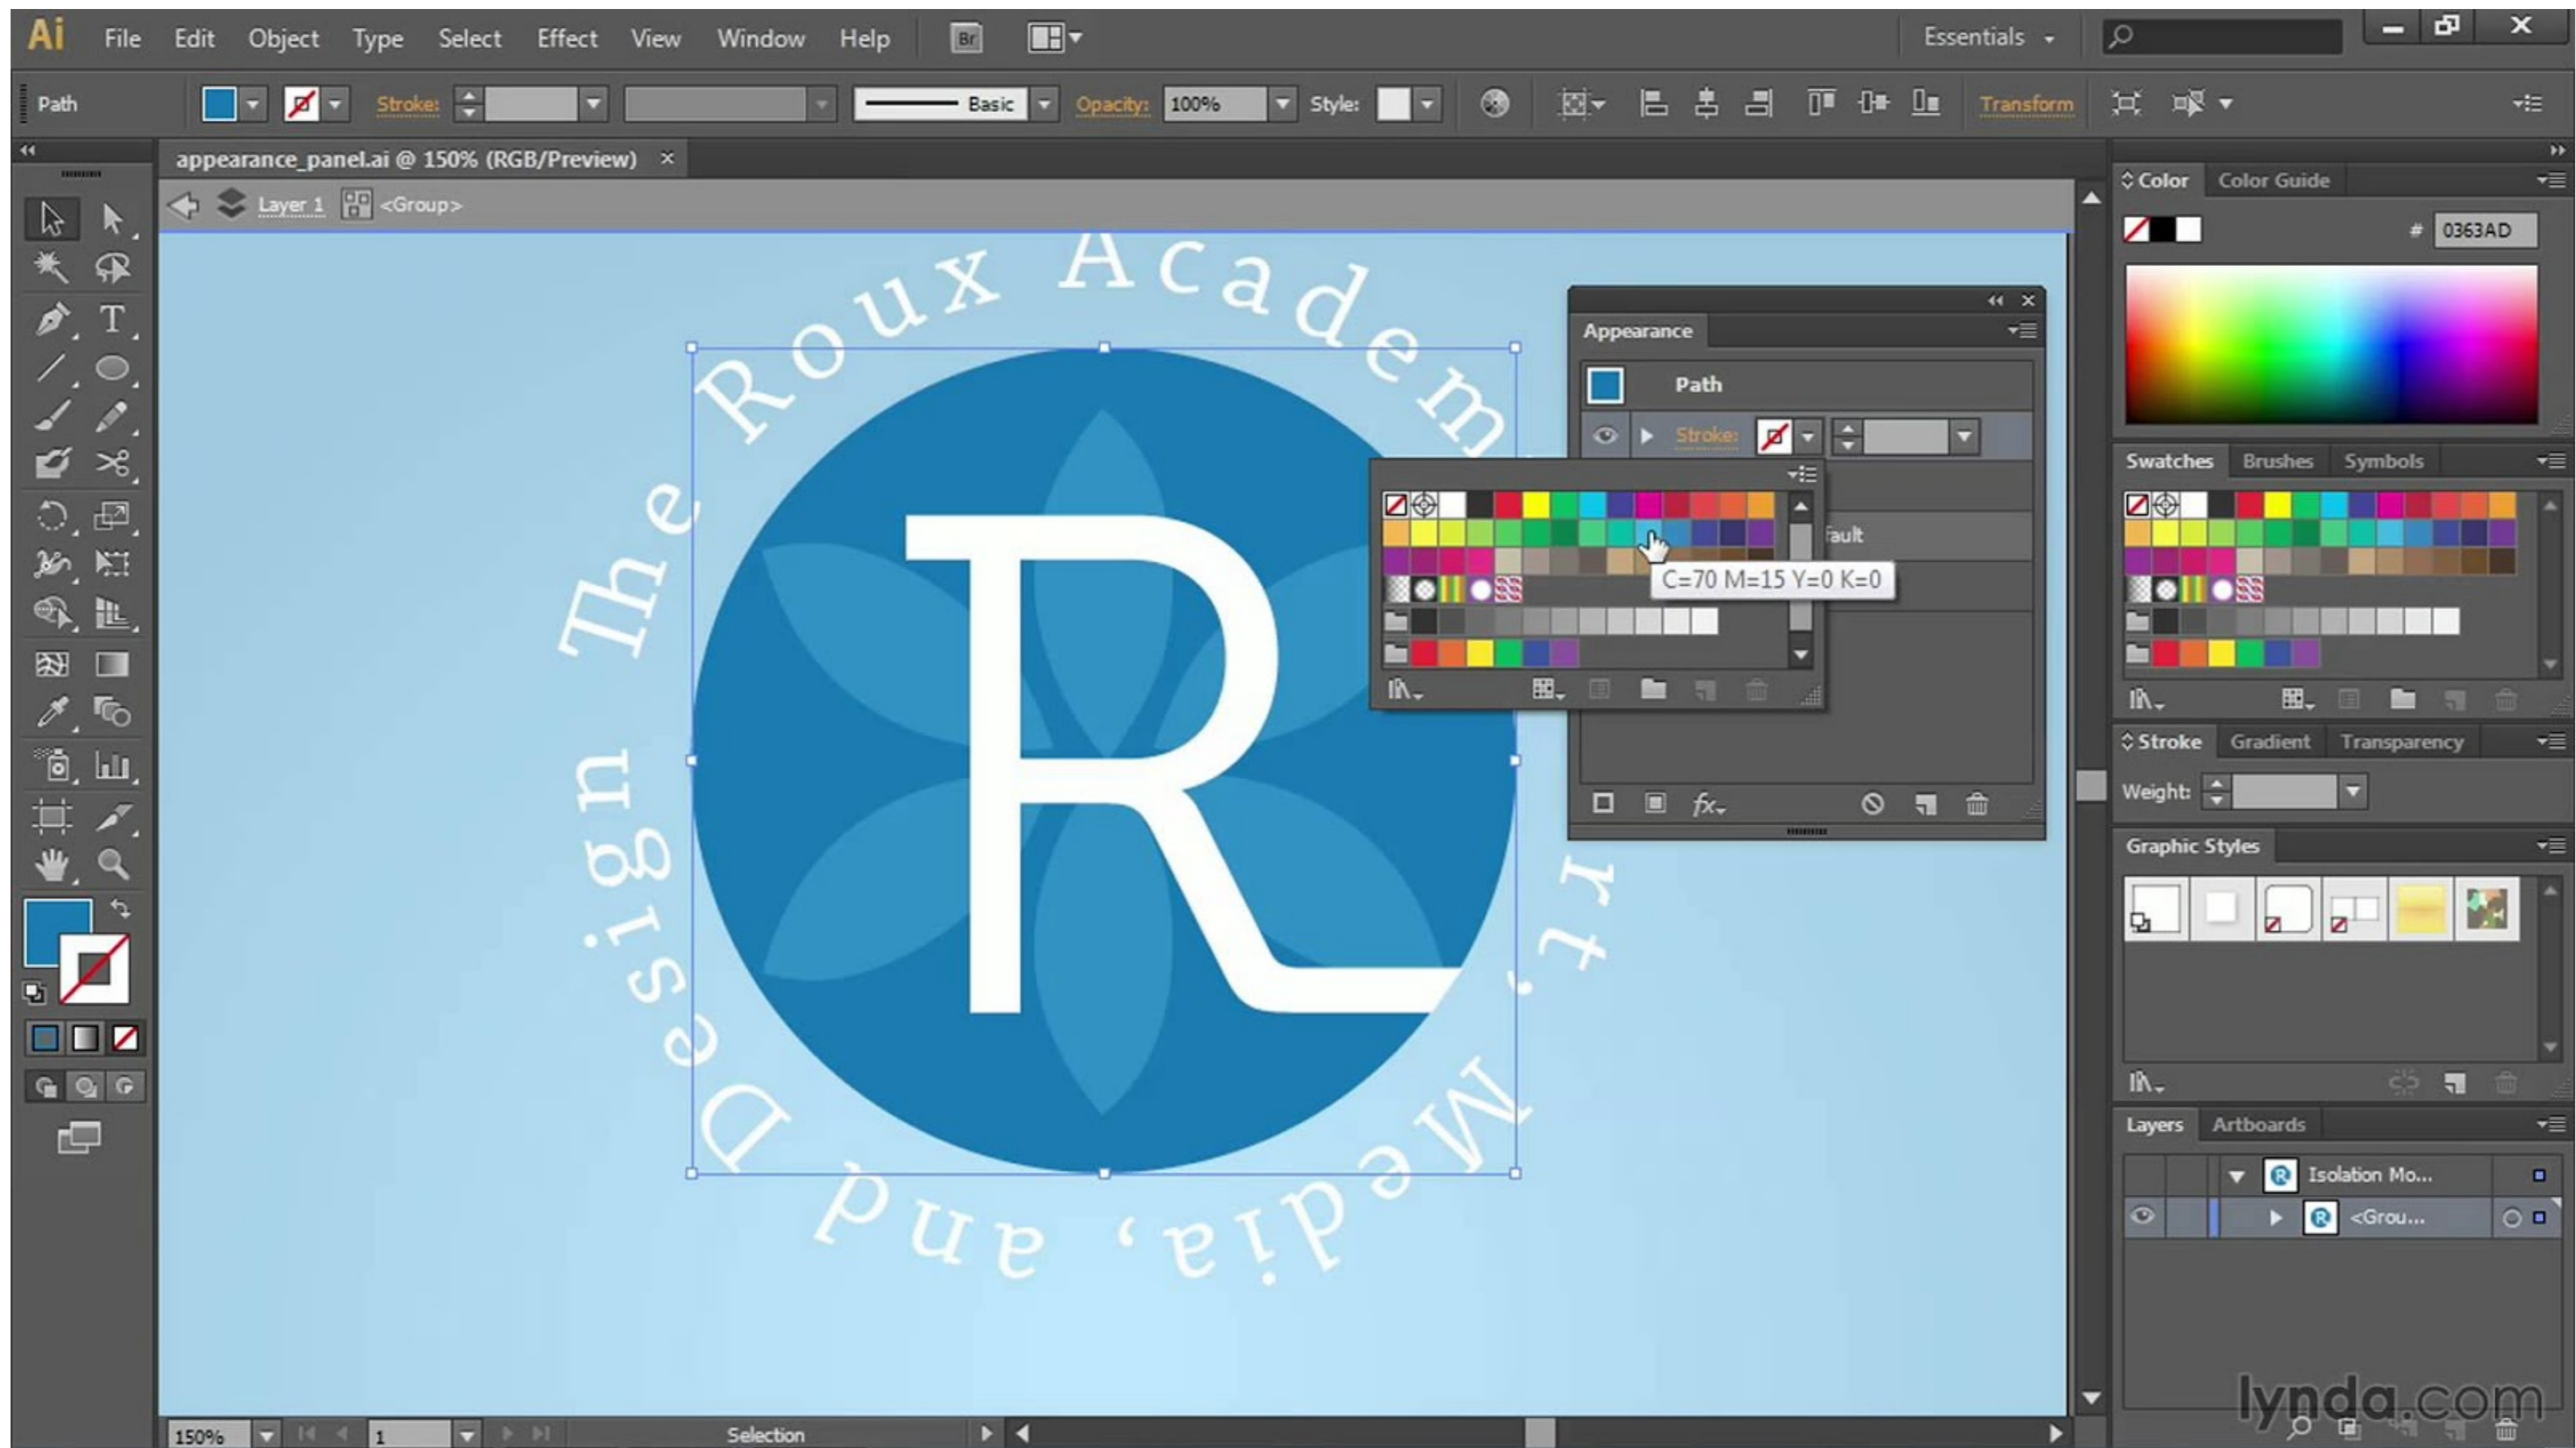 Ai File Edit Object Type Select Effect View Window Help Br Essentials
Path Stroke: Basic Opacity: 100% Style: Transform
appearance_panel.ai @ 150% (RGB/Preview)
Layer 1 <Group>
The Roux Academ
rt, Media, and Design
R
Appearance
Path
Stroke:
fault
C=70 M=15 Y=0 K=0
fx
Color Color Guide
# 0363AD
Swatches Brushes Symbols
Stroke Gradient Transparency
Weight:
Graphic Styles
Layers Artboards
Isolation Mo...
<Grou...
150% 1 Selection
lynda.com